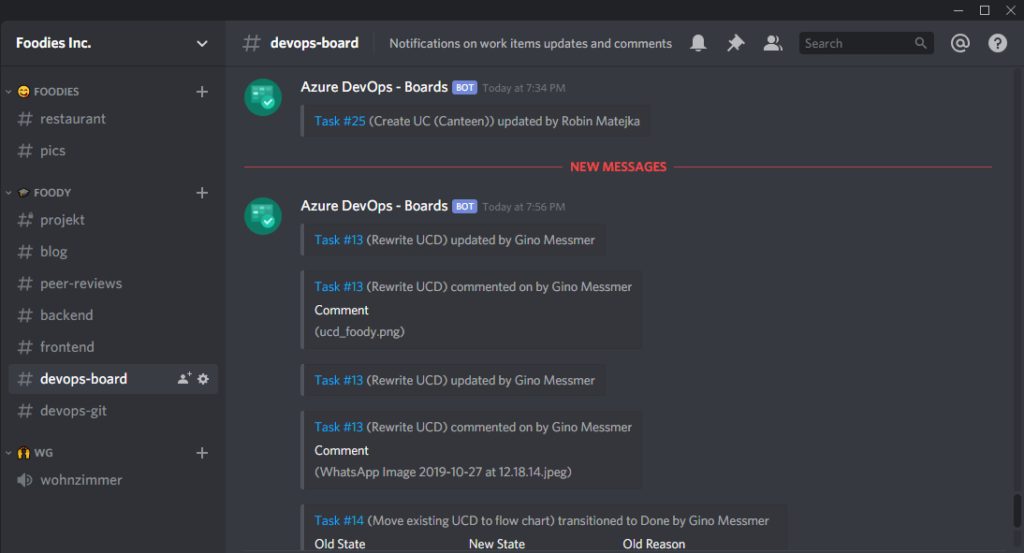 Foodies Inc.
# devops-board Notifications on work items updates and comments Search
FOODIES
restaurant
pics
FOODY
projekt
blog
peer-reviews
backend
frontend
devops-board
devops-git
WG
wohnzimmer
Azure DevOps - Boards BOT Today at 7:34 PM
Task #25 (Create UC (Canteen)) updated by Robin Matejka
NEW MESSAGES
Azure DevOps - Boards BOT Today at 7:56 PM
Task #13 (Rewrite UCD) updated by Gino Messmer
Task #13 (Rewrite UCD) commented on by Gino Messmer
Comment
(ucd_foody.png)
Task #13 (Rewrite UCD) updated by Gino Messmer
Task #13 (Rewrite UCD) commented on by Gino Messmer
Comment
(WhatsApp Image 2019-10-27 at 12.18.14.jpeg)
Task #14 (Move existing UCD to flow chart) transitioned to Done by Gino Messmer
Old State New State Old Reason